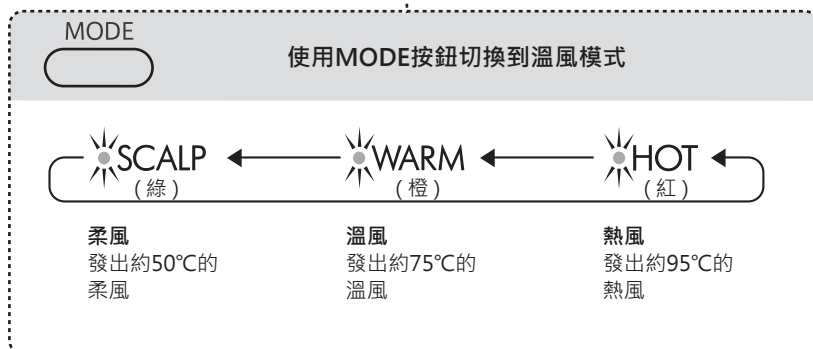 MODE
使用MODE按鈕切換到溫風模式
SCALP
(綠)
WARM
(橙)
HOT
(紅)
柔風
發出約50℃的
柔風
溫風
發出約75℃的
溫風
熱風
發出約95℃的
熱風